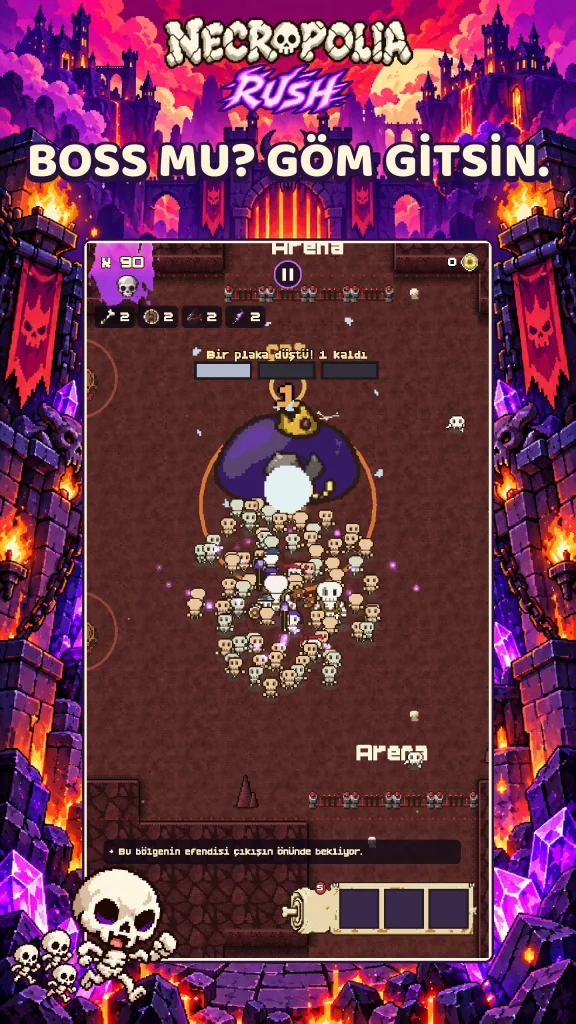 NECROPOLIA
RUSH
BOSS MU? GÖM GİTSİN.
Arena
90
0
2
2
2
2
Bir plaka düştü! 1 kaldı
1
Arena
Bu bölgenin efendisi çıkışın önünde bekliyor.
5